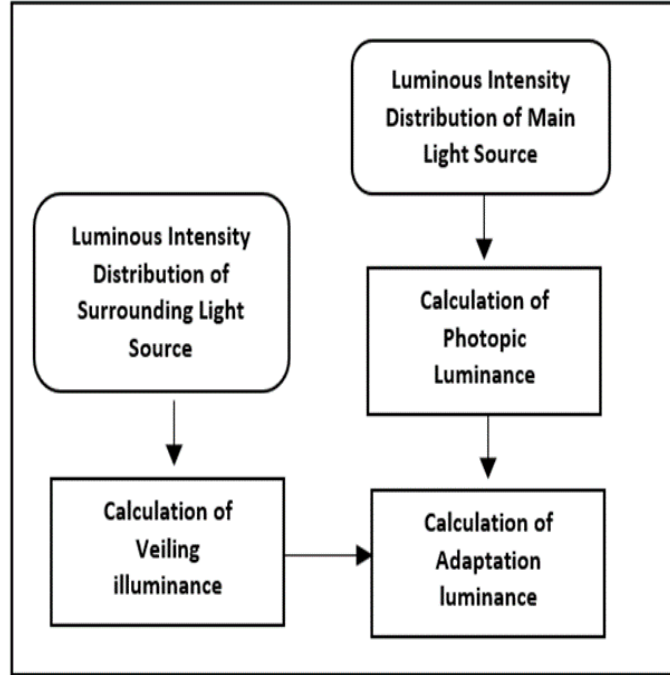 Luminous Intensity
Distribution of Main
Light Source
Luminous Intensity
Distribution of
Surrounding Light
Source
Calculation of
Photopic
Luminance
Calculation of
Veiling
illuminance
Calculation of
Adaptation
luminance